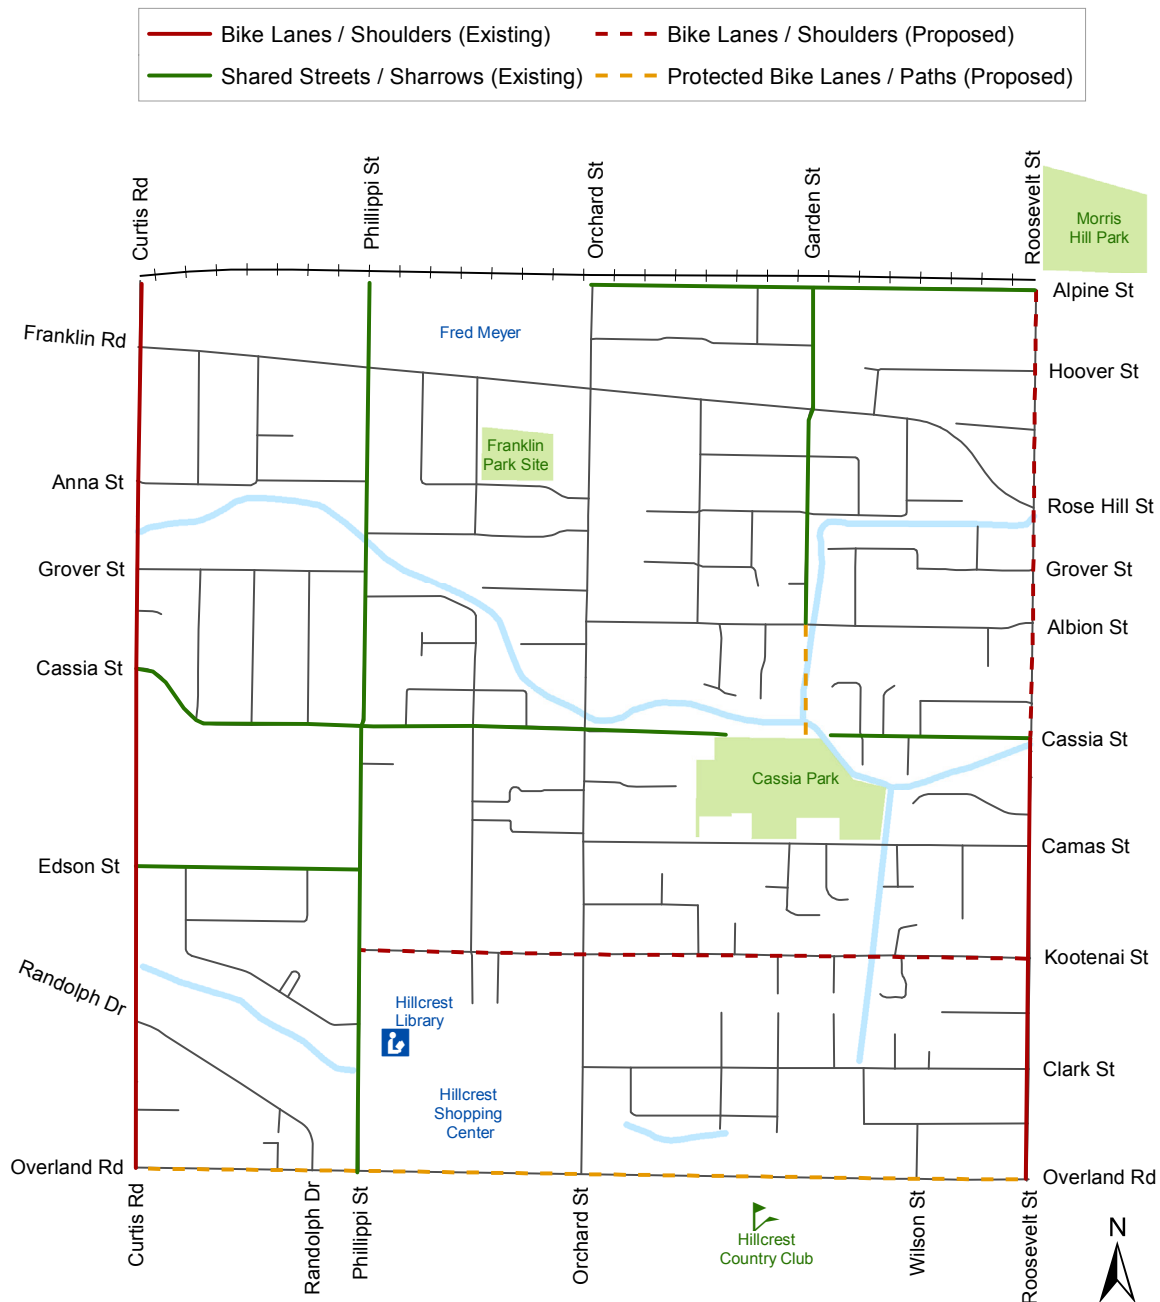 Bike Lanes / Shoulders (Existing)
Bike Lanes / Shoulders (Proposed)
Shared Streets / Sharrows (Existing)
Protected Bike Lanes / Paths (Proposed)
Curtis Rd
Phillippi St
Orchard St
Garden St
Roosevelt St
Morris
Hill Park
Alpine St
Franklin Rd
Fred Meyer
Hoover St
Franklin
Park Site
Anna St
Rose Hill St
Grover St
Grover St
Albion St
Cassia St
Cassia St
Cassia Park
Camas St
Edson St
Kootenai St
Randolph Dr
Hillcrest
Library
Clark St
Hillcrest
Shopping
Center
Overland Rd
Overland Rd
Curtis Rd
Randolph Dr
Phillippi St
Orchard St
Hillcrest
Country Club
Wilson St
Roosevelt St
N